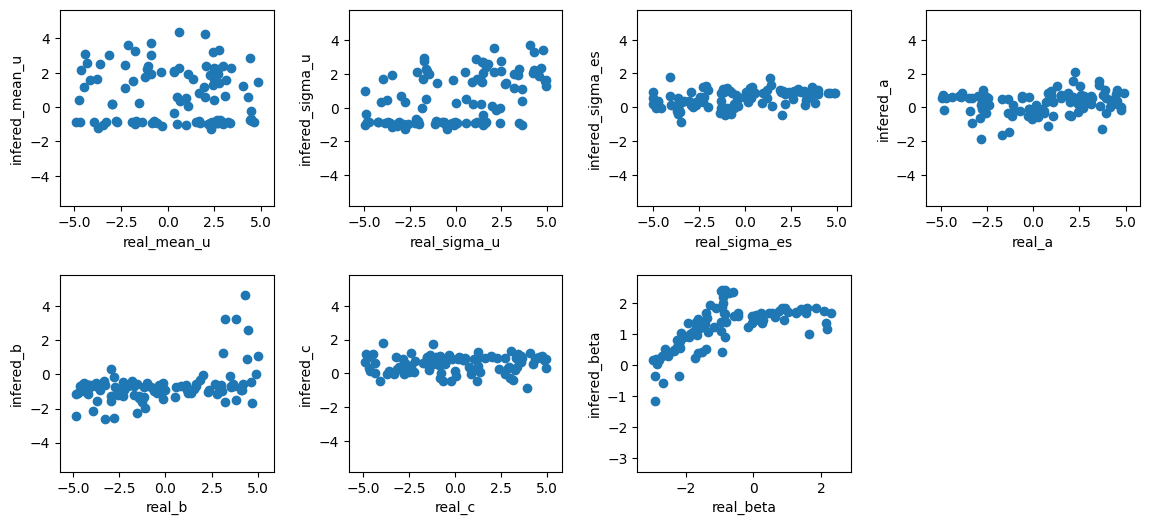 infered_mean_u
4
2
0
−2
−4
−5.0 −2.5 0.0 2.5 5.0
real_mean_u
infered_sigma_u
4
2
0
−2
−4
−5.0 −2.5 0.0 2.5 5.0
real_sigma_u
infered_sigma_es
4
2
0
−2
−4
−5.0 −2.5 0.0 2.5 5.0
real_sigma_es
infered_a
4
2
0
−2
−4
−5.0 −2.5 0.0 2.5 5.0
real_a
infered_b
4
2
0
−2
−4
−5.0 −2.5 0.0 2.5 5.0
real_b
infered_c
4
2
0
−2
−4
−5.0 −2.5 0.0 2.5 5.0
real_c
infered_beta
2
1
0
−1
−2
−3
−2 0 2
real_beta